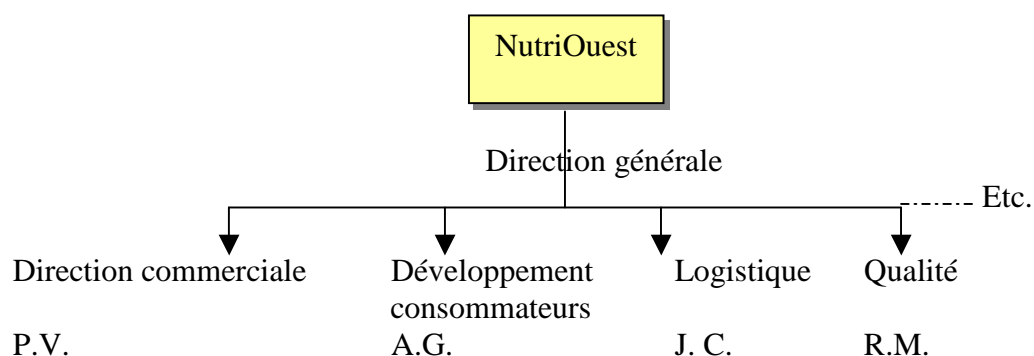 NutriOuest
Direction générale
Etc.
Direction commerciale
Développement
consommateurs
Logistique
Qualité
P.V.
A.G.
J. C.
R.M.